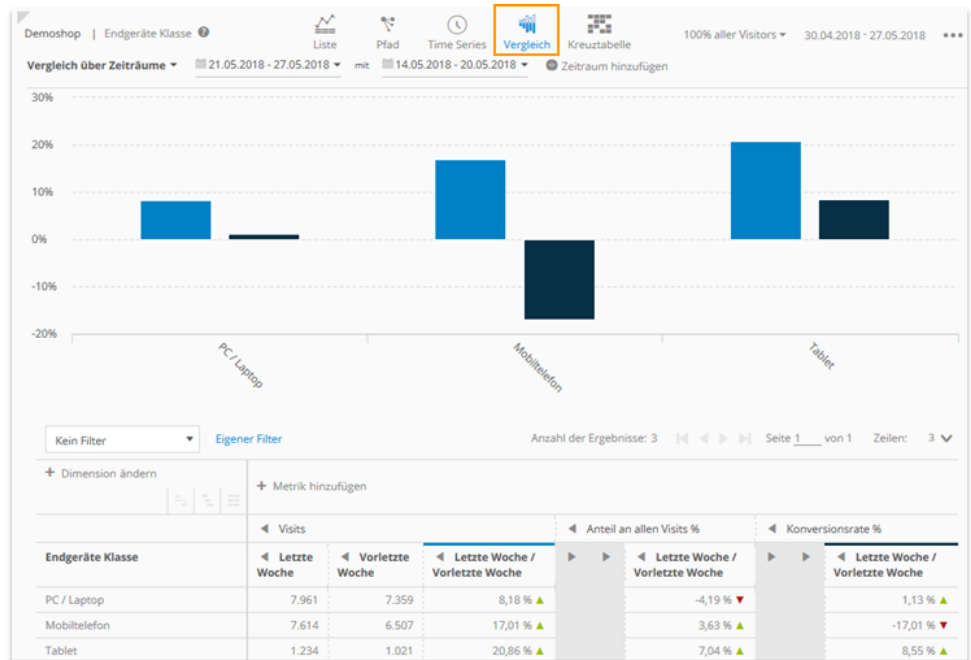 Demoshop | Endgeräte Klasse ?
Liste Pfad Time Series Vergleich Kreuztabelle
100% aller Visitors 30.04.2018 - 27.05.2018
Vergleich über Zeiträume 21.05.2018 - 27.05.2018 mit 14.05.2018 - 20.05.2018 Zeitraum hinzufügen
30%
20%
10%
0%
-10%
-20%
PC / Laptop
Mobiltelefon
Tablet
Kein Filter Eigener Filter Anzahl der Ergebnisse: 3 Seite 1 von 1 Zeilen: 3
+ Dimension ändern
+ Metrik hinzufügen
Visits Anteil an allen Visits % Konversionsrate %
Endgeräte Klasse Letzte Woche Vorletzte Woche Letzte Woche / Vorletzte Woche Letzte Woche / Vorletzte Woche Letzte Woche / Vorletzte Woche
PC / Laptop 7.961 7.359 8,18 % ▲ -4,19 % ▼ 1,13 % ▲
Mobiltelefon 7.614 6.507 17,01 % ▲ 3,63 % ▲ -17,01 % ▼
Tablet 1.234 1.021 20,86 % ▲ 7,04 % ▲ 8,55 % ▲